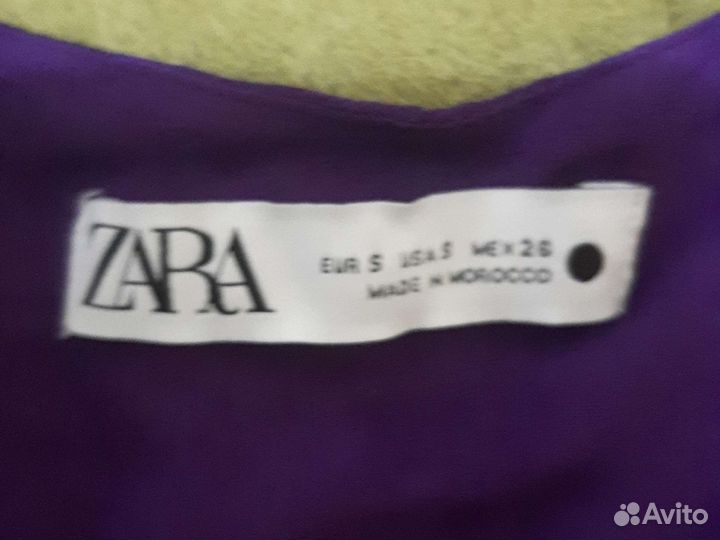 ZARA
EUR S USA S MEX 26
MADE IN MOROCCO
Avito